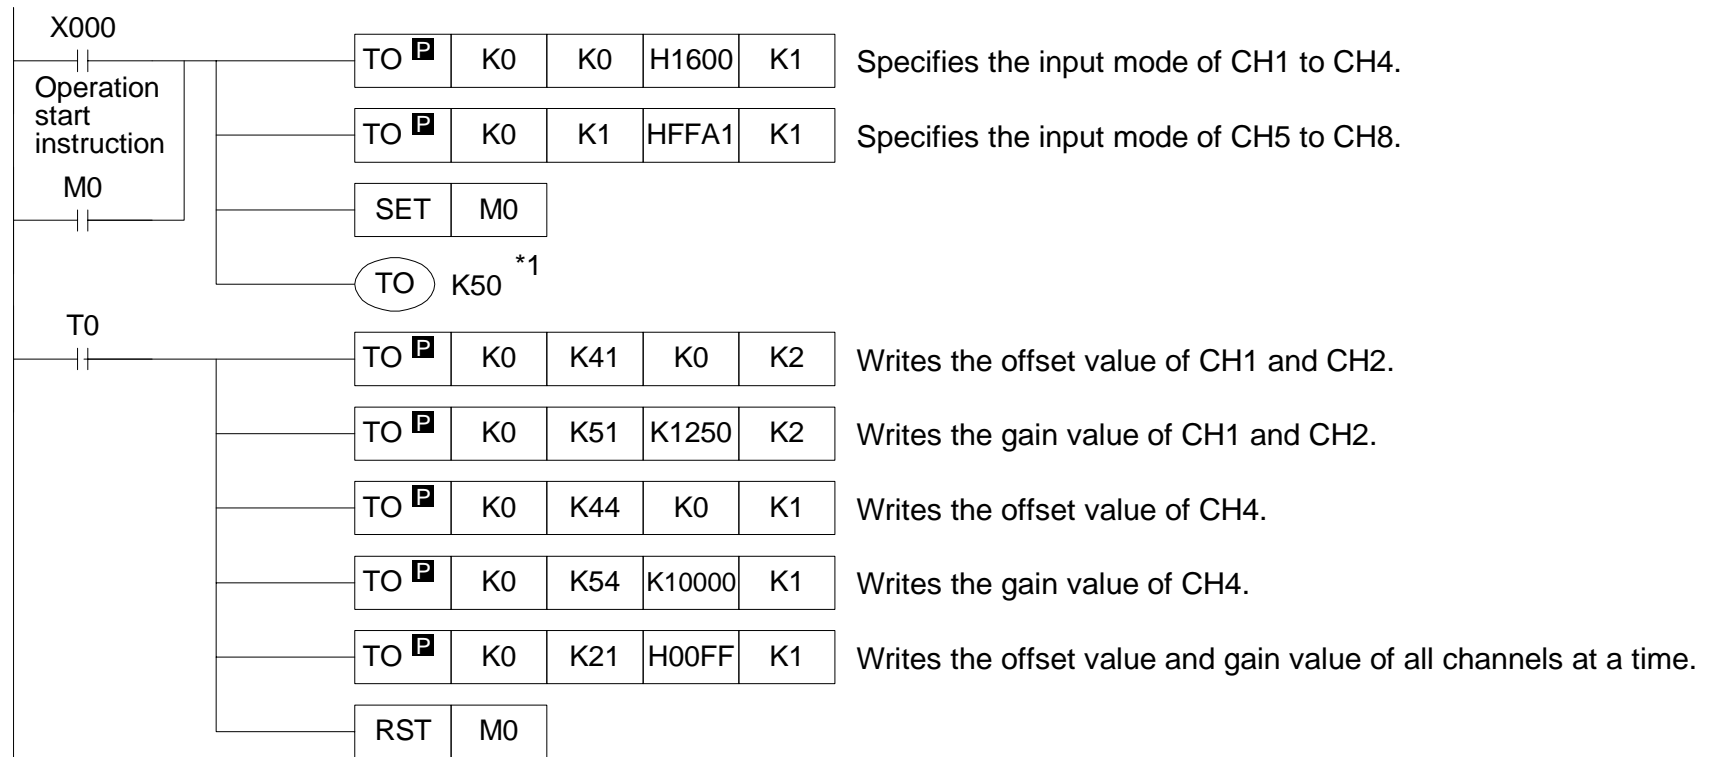 X000
TO P K0 K0 H1600 K1 Specifies the input mode of CH1 to CH4.
Operation
start
instruction
TO P K0 K1 HFFA1 K1 Specifies the input mode of CH5 to CH8.
M0
SET M0
TO K50 *1
T0
TO P K0 K41 K0 K2 Writes the offset value of CH1 and CH2.
TO P K0 K51 K1250 K2 Writes the gain value of CH1 and CH2.
TO P K0 K44 K0 K1 Writes the offset value of CH4.
TO P K0 K54 K10000 K1 Writes the gain value of CH4.
TO P K0 K21 H00FF K1 Writes the offset value and gain value of all channels at a time.
RST M0